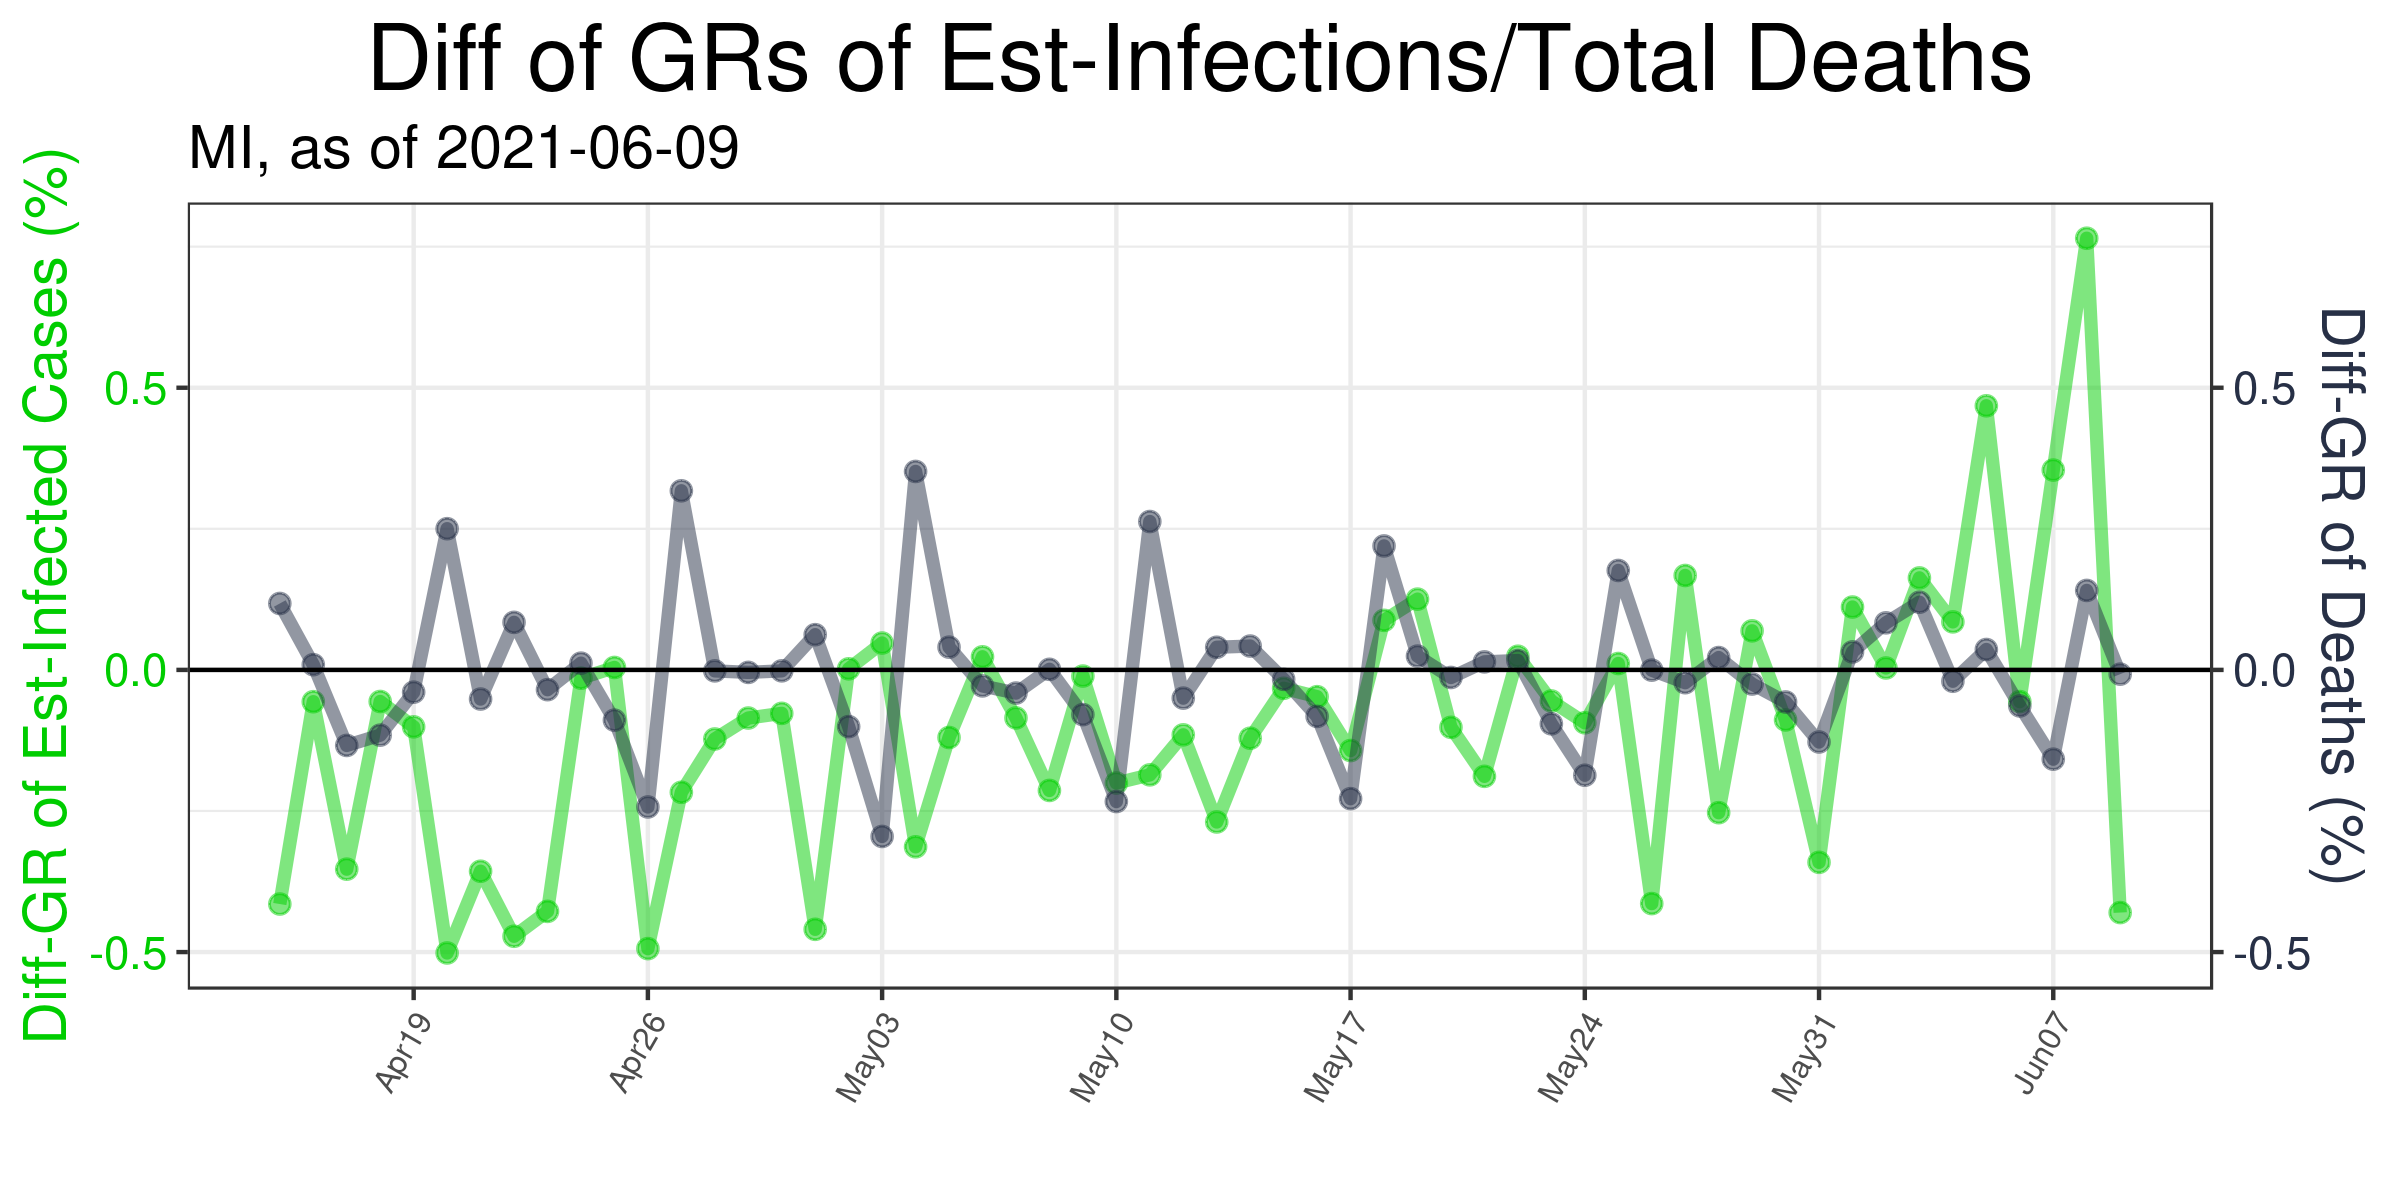 Diff of GRs of Est-Infections/Total Deaths
MI, as of 2021-06-09
Diff-GR of Est-Infected Cases (%)
0.5
0.0
-0.5
0.5
0.0
-0.5
Diff-GR of Deaths (%)
Apr19
Apr26
May03
May10
May17
May24
May31
Jun07